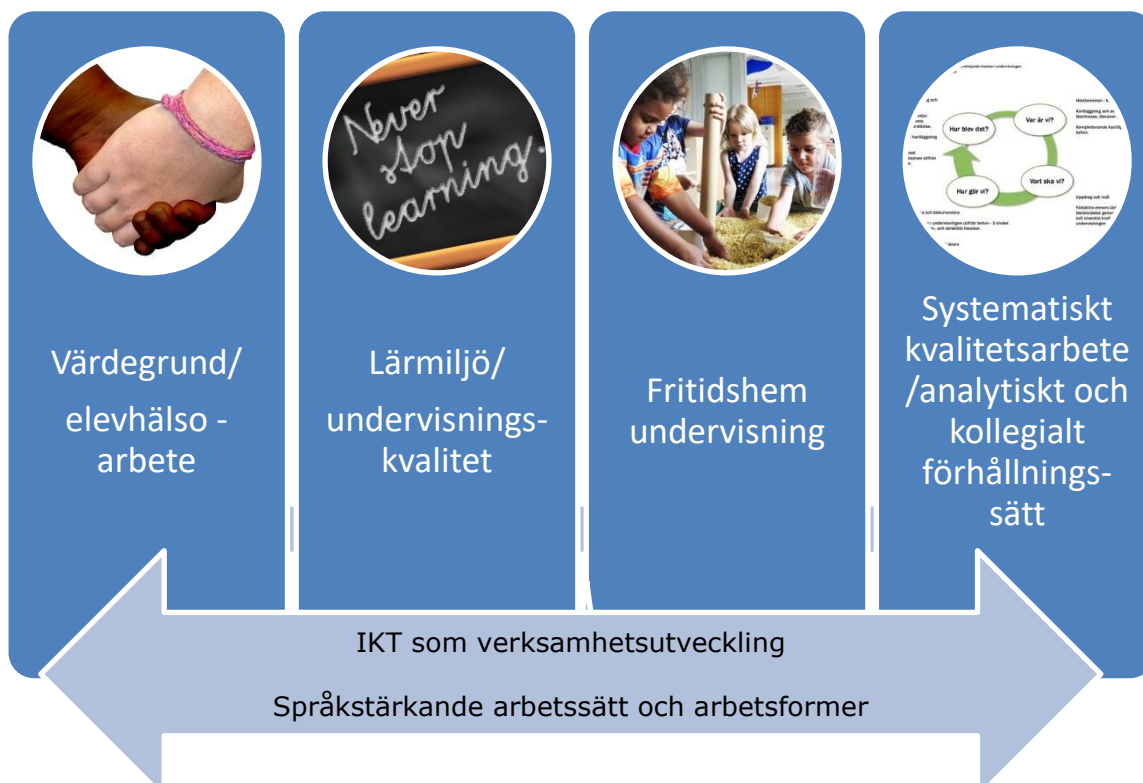 Never
stop
learning.
Hur blev det?
Var är vi?
Vart ska vi?
Hur gör vi?
Värdegrund/
elevhälso -
arbete
Lärmiljö/
undervisnings-
kvalitet
Fritidshem
undervisning
Systematiskt
kvalitetsarbete
/analytiskt och
kollegialt
förhållnings-
sätt
IKT som verksamhetsutveckling
Språkstärkande arbetssätt och arbetsformer